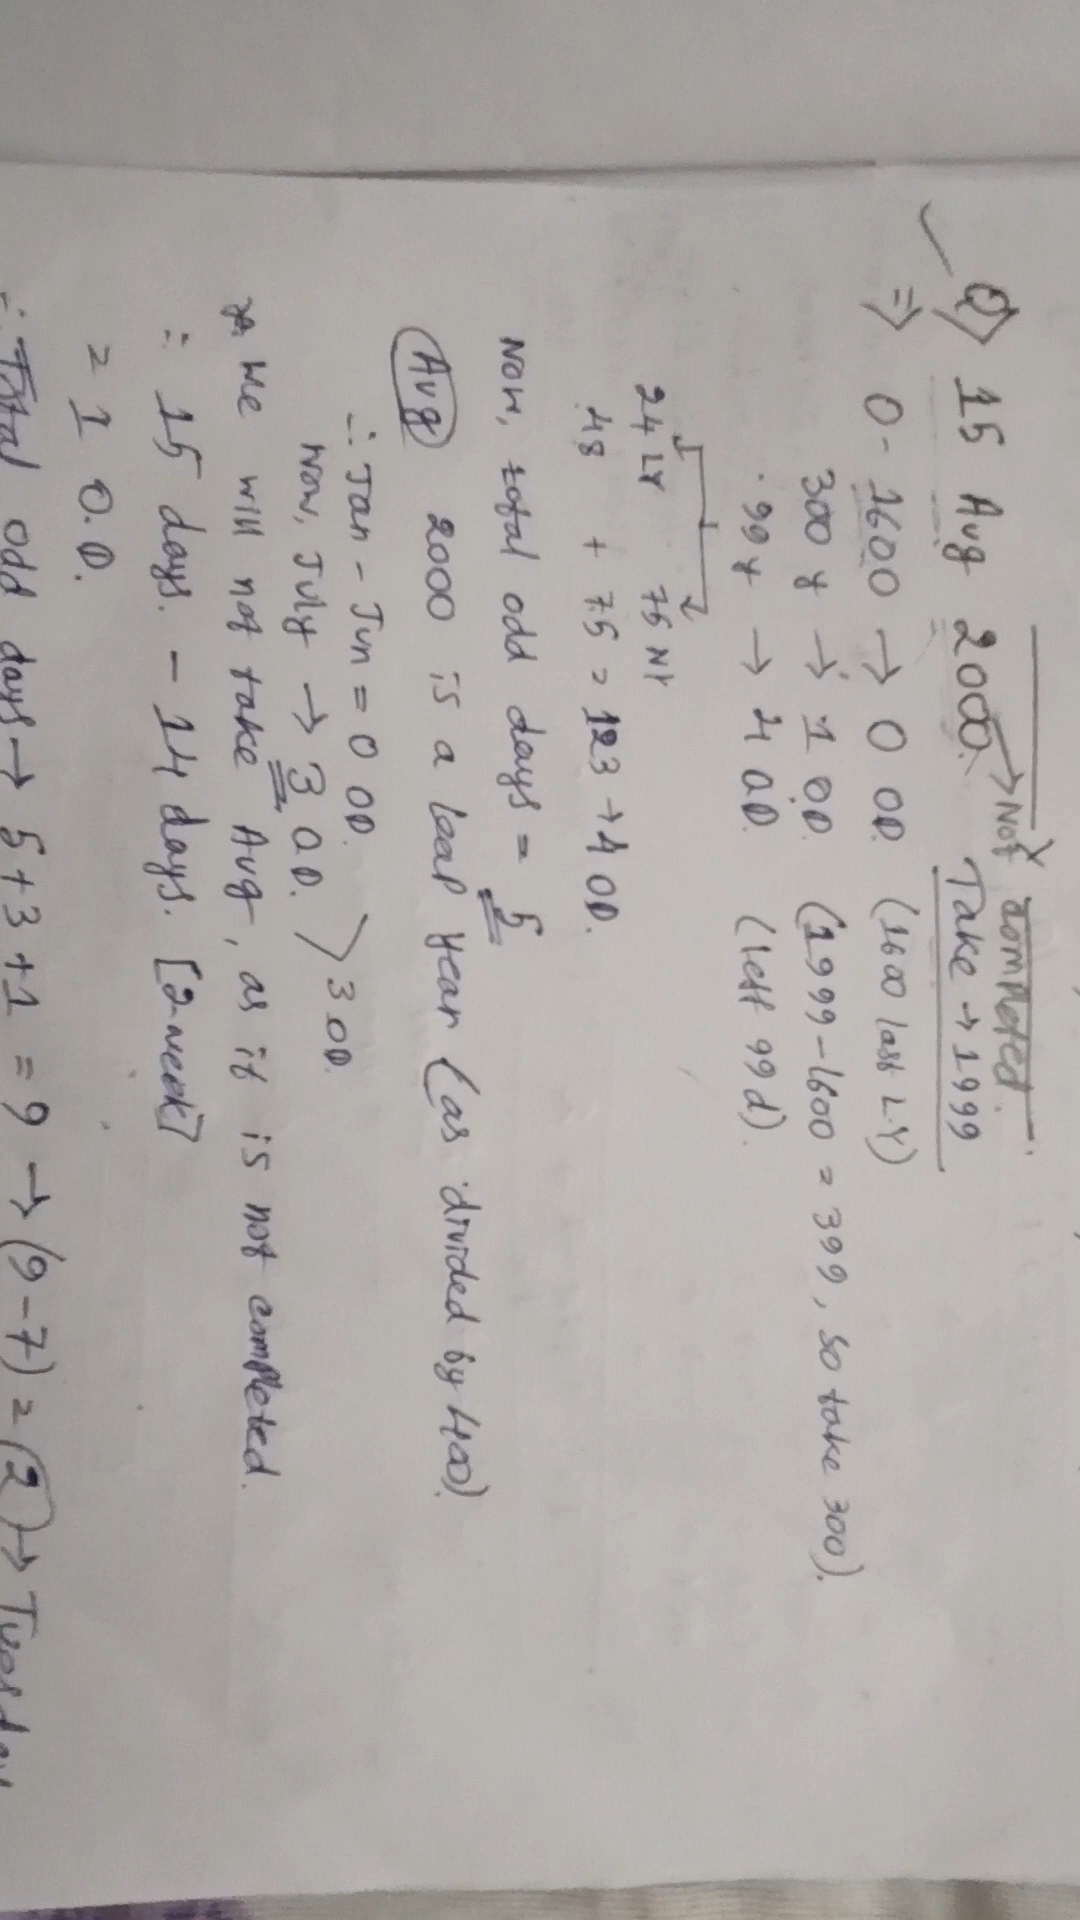 Q) 15 Aug 2000. → Not completed.
Take → 1999
⇒ 0-1600 → 0 OD. (1600 last L.Y)
300 y → 1 OD. (1999-1600 = 399, so take 300).
99 y → 4 OD. (left 99 d).
24 LY 75 NY
48 + 75 = 123 → 4 OD.
Now, total odd days = 5
Aug 2000 is a leap year (as divided by 400).
∴ Jan - Jun = 0 OD.
Now, July → 3 OD. > 3 OD.
We will not take Aug, as it is not completed.
∴ 15 days. - 14 days. [2-week]
= 1 O.D.
∴ Total odd days → 5+3+1 = 9 → (9-7) = (2) → Tuesday